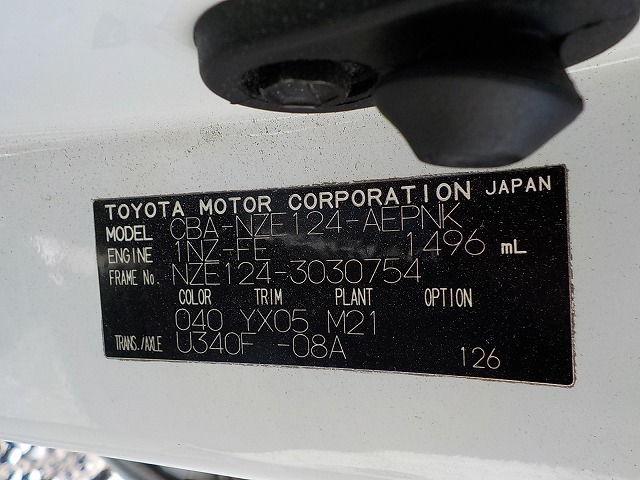 TOYOTA MOTOR CORPORATION JAPAN
MODEL CBA-NZE124-AEPNK
ENGINE 1NZ-FE 1496 mL
FRAME No. NZE124-3030754
COLOR TRIM PLANT OPTION
040 YX05 M21
TRANS./AXLE U340F -08A
126